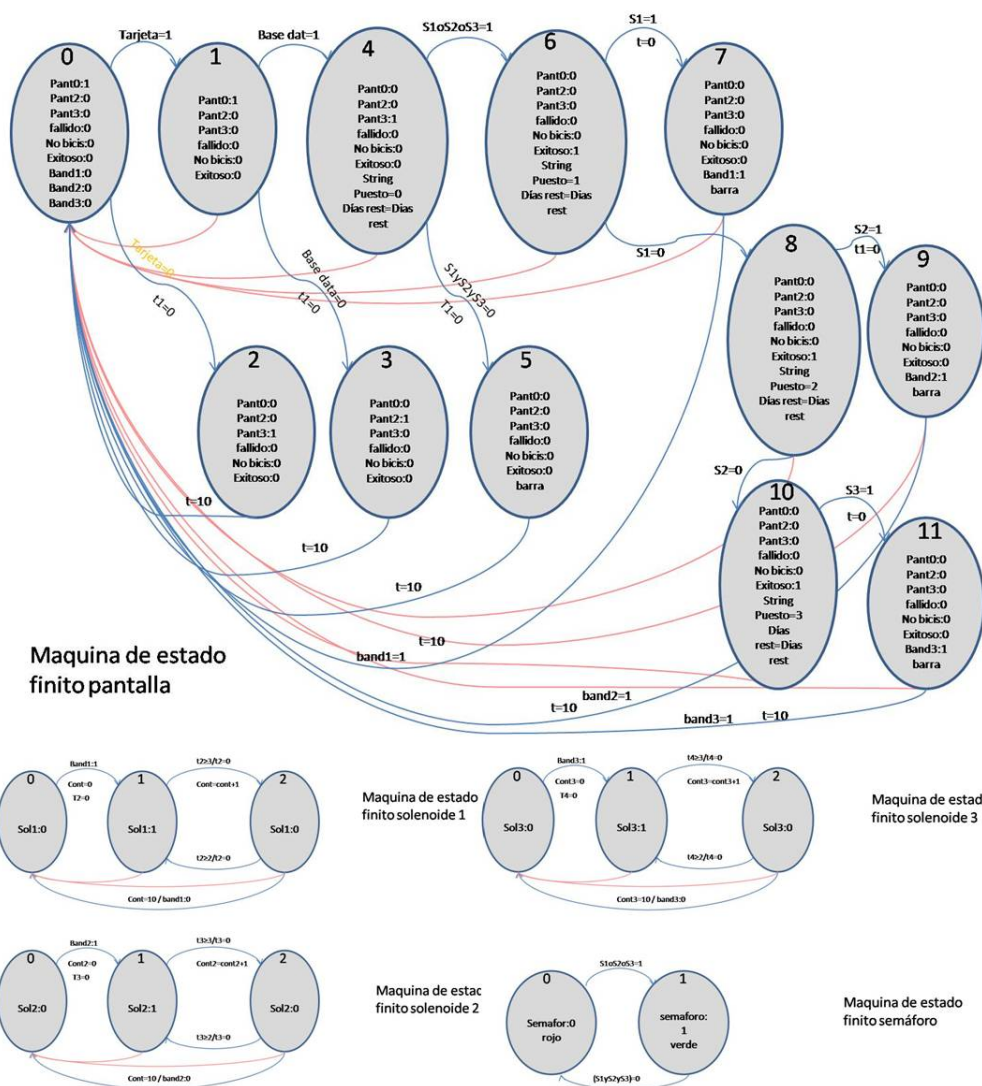 0
Pant0:1
Pant2:0
Pant3:0
fallido:0
No bicis:0
Exitoso:0
Band1:0
Band2:0
Band3:0
Tarjeta=1
1
Pant0:1
Pant2:0
Pant3:0
fallido:0
No bicis:0
Exitoso:0
Base dat=1
4
Pant0:0
Pant2:0
Pant3:1
fallido:0
No bicis:0
Exitoso:0
String
Puesto=0
Días rest=Dias
rest
S1oS2oS3=1
6
Pant0:0
Pant2:0
Pant3:0
fallido:0
No bicis:0
Exitoso:1
String
Puesto=1
Días rest=Dias
rest
S1=1
t=0
7
Pant0:0
Pant2:0
Pant3:0
fallido:0
No bicis:0
Exitoso:0
Band1:1
barra
Tarjeta=0
t1=0
Base data=0
t1=0
S1yS2yS3=0
T1=0
S1=0
8
Pant0:0
Pant2:0
Pant3:0
fallido:0
No bicis:0
Exitoso:1
String
Puesto=2
Días rest=Dias
rest
S2=1
t1=0
9
Pant0:0
Pant2:0
Pant3:0
fallido:0
No bicis:0
Exitoso:0
Band2:1
barra
2
Pant0:0
Pant2:0
Pant3:1
fallido:0
No bicis:0
Exitoso:0
3
Pant0:0
Pant2:1
Pant3:0
fallido:0
No bicis:0
Exitoso:0
5
Pant0:0
Pant2:0
Pant3:0
fallido:0
No bicis:0
Exitoso:0
barra
S2=0
10
Pant0:0
Pant2:0
Pant3:0
fallido:0
No bicis:0
Exitoso:1
String
Puesto=3
Días
rest=Dias
rest
S3=1
t=0
11
Pant0:0
Pant2:0
Pant3:0
fallido:0
No bicis:0
Exitoso:0
Band3:1
barra
t=10
t=10
t=10
t=10
band1=1
band2=1
t=10
band3=1
t=10
Maquina de estado
finito pantalla
0
Sol1:0
Band1:1
Cont=0
T2=0
1
Sol1:1
t2≥3/t2=0
Cont=cont+1
2
Sol1:0
t2≥2/t2=0
Cont=10 / band1:0
Maquina de estado
finito solenoide 1
0
Sol3:0
Band3:1
Cont3=0
T4=0
1
Sol3:1
t4≥3/t4=0
Cont3=cont3+1
2
Sol3:0
t4≥2/t4=0
Cont3=10 / band3:0
Maquina de estad
finito solenoide 3
0
Sol2:0
Band2:1
Cont2=0
T3=0
1
Sol2:1
t3≥3/t3=0
Cont2=cont2+1
2
Sol2:0
t3≥2/t3=0
Cont=10 / band2:0
Maquina de estac
finito solenoide 2
0
Semafor:0
rojo
S1oS2oS3=1
1
semaforo:
1
verde
(S1yS2yS3)=0
Maquina de estado
finito semáforo